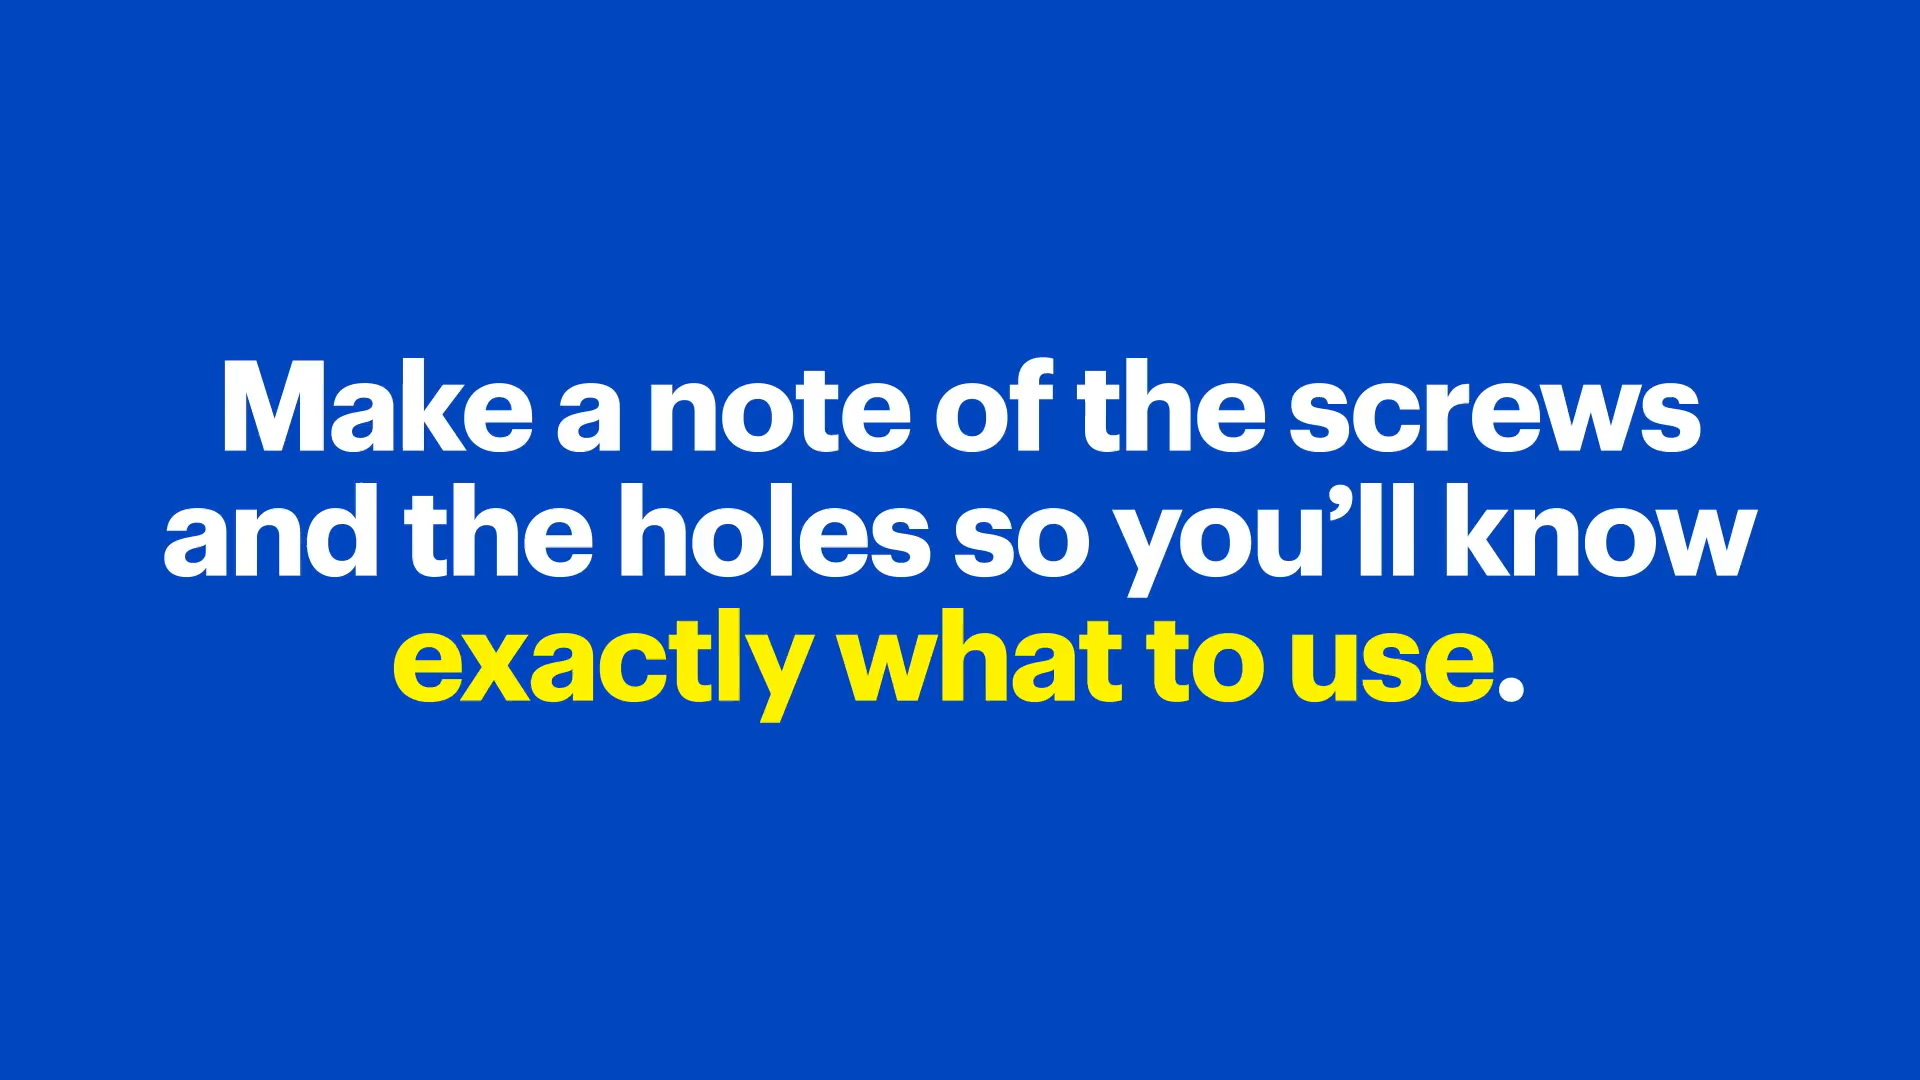 Make a note of the screws
and the holes so you’ll know
exactly what to use.